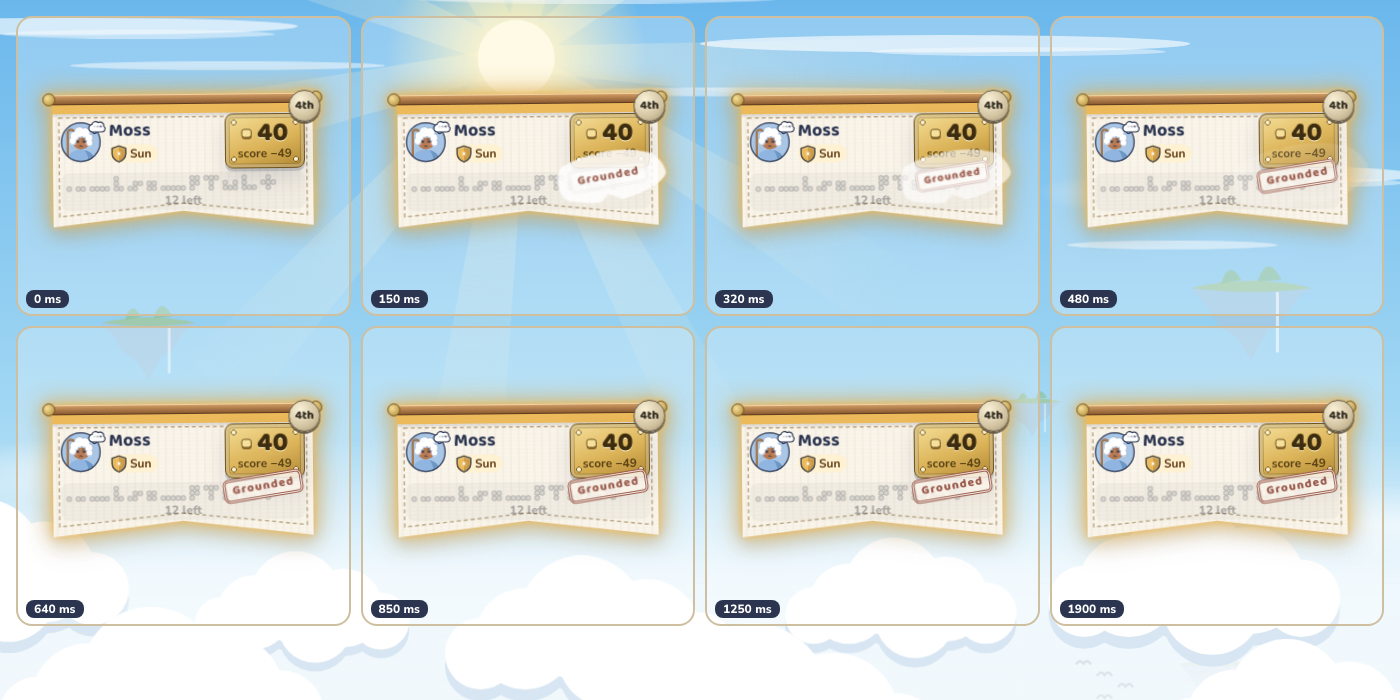 4th
Moss
40
Sun
score −49
12 left
0 ms
4th
Moss
40
Sun
score −49
Grounded
12 left
150 ms
4th
Moss
40
Sun
score −49
Grounded
12 left
320 ms
4th
Moss
40
Sun
score −49
Grounded
12 left
480 ms
4th
Moss
40
Sun
score −49
Grounded
12 left
640 ms
4th
Moss
40
Sun
score −49
Grounded
12 left
850 ms
4th
Moss
40
Sun
score −49
Grounded
12 left
1250 ms
4th
Moss
40
Sun
score −49
Grounded
12 left
1900 ms